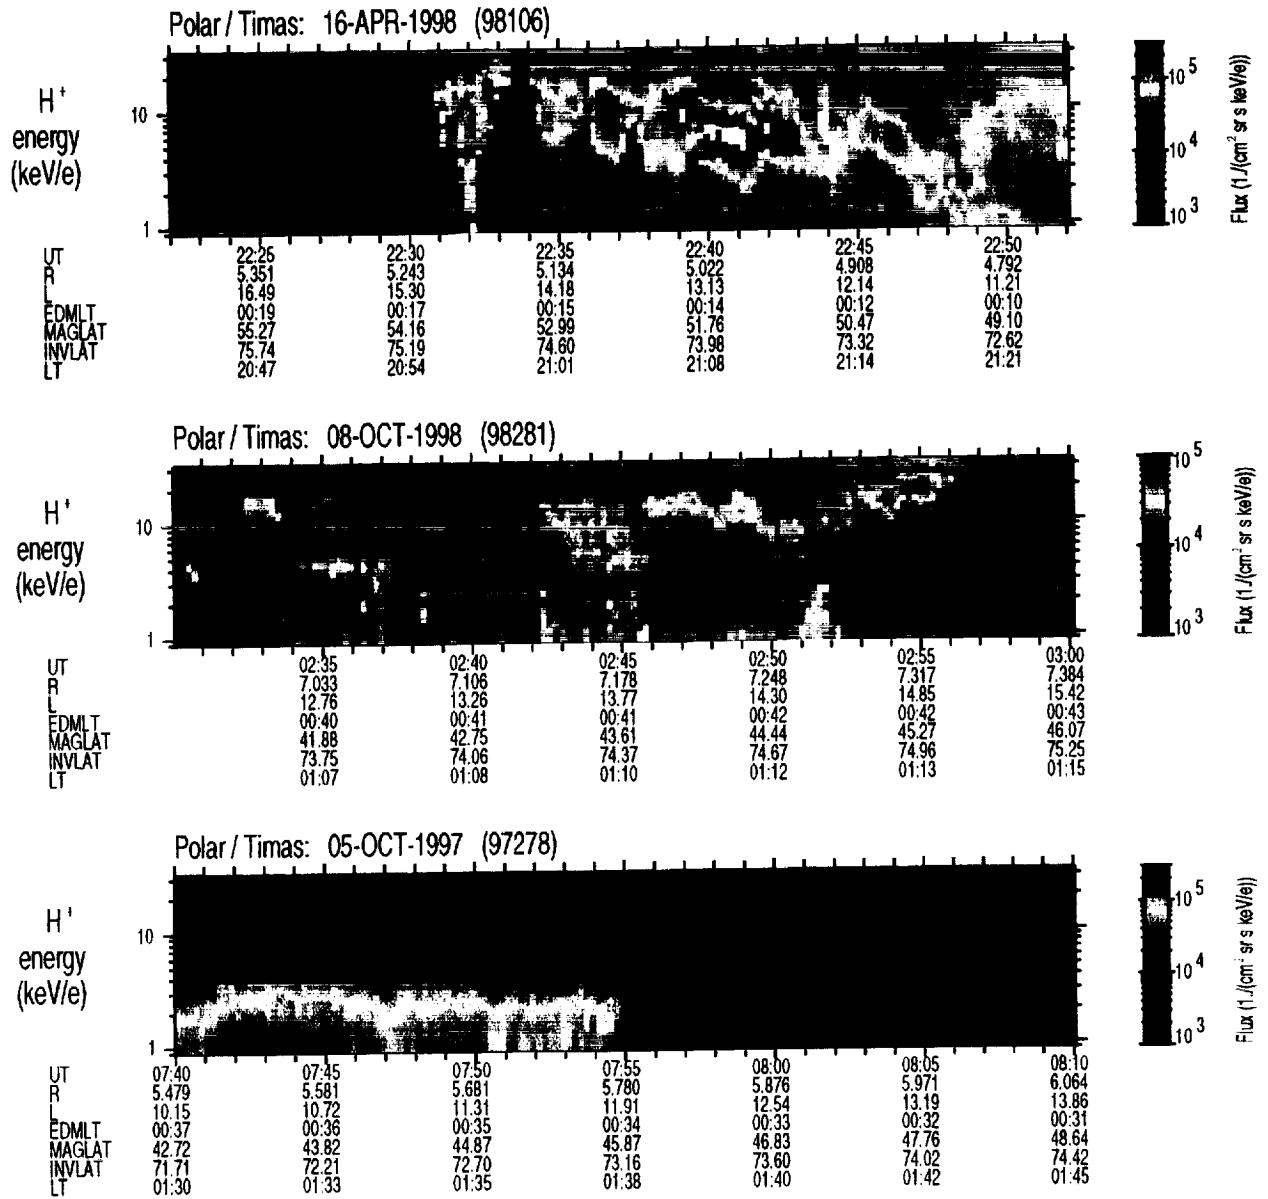 Polar / Timas: 16-APR-1998 (98106)
H+
energy
(keV/e)
10
1
10^5
10^4
10^3
Flux (1./(cm² sr s keV/e))
UT 22:25 22:30 22:35 22:40 22:45 22:50
R 5.351 5.243 5.134 5.022 4.908 4.792
L 16.49 15.30 14.18 13.13 12.14 11.21
EDMLT 00:19 00:17 00:15 00:14 00:12 00:10
MAGLAT 55.27 54.16 52.99 51.76 50.47 49.10
INVLAT 75.74 75.19 74.60 73.98 73.32 72.62
LT 20:47 20:54 21:01 21:08 21:14 21:21
Polar / Timas: 08-OCT-1998 (98281)
H+
energy
(keV/e)
10
1
10^5
10^4
10^3
Flux (1./(cm² sr s keV/e))
UT 02:35 02:40 02:45 02:50 02:55 03:00
R 7.033 7.106 7.178 7.248 7.317 7.384
L 12.76 13.26 13.77 14.30 14.85 15.42
EDMLT 00:40 00:41 00:41 00:42 00:42 00:43
MAGLAT 41.88 42.75 43.61 44.44 45.27 46.07
INVLAT 73.75 74.06 74.37 74.67 74.96 75.25
LT 01:07 01:08 01:10 01:12 01:13 01:15
Polar / Timas: 05-OCT-1997 (97278)
H+
energy
(keV/e)
10
1
10^5
10^4
10^3
Flux (1./(cm² sr s keV/e))
UT 07:40 07:45 07:50 07:55 08:00 08:05 08:10
R 5.479 5.581 5.681 5.780 5.876 5.971 6.064
L 10.15 10.72 11.31 11.91 12.54 13.19 13.86
EDMLT 00:37 00:36 00:35 00:34 00:33 00:32 00:31
MAGLAT 42.72 43.82 44.87 45.87 46.83 47.76 48.64
INVLAT 71.71 72.21 72.70 73.16 73.60 74.02 74.42
LT 01:30 01:33 01:35 01:38 01:40 01:42 01:45